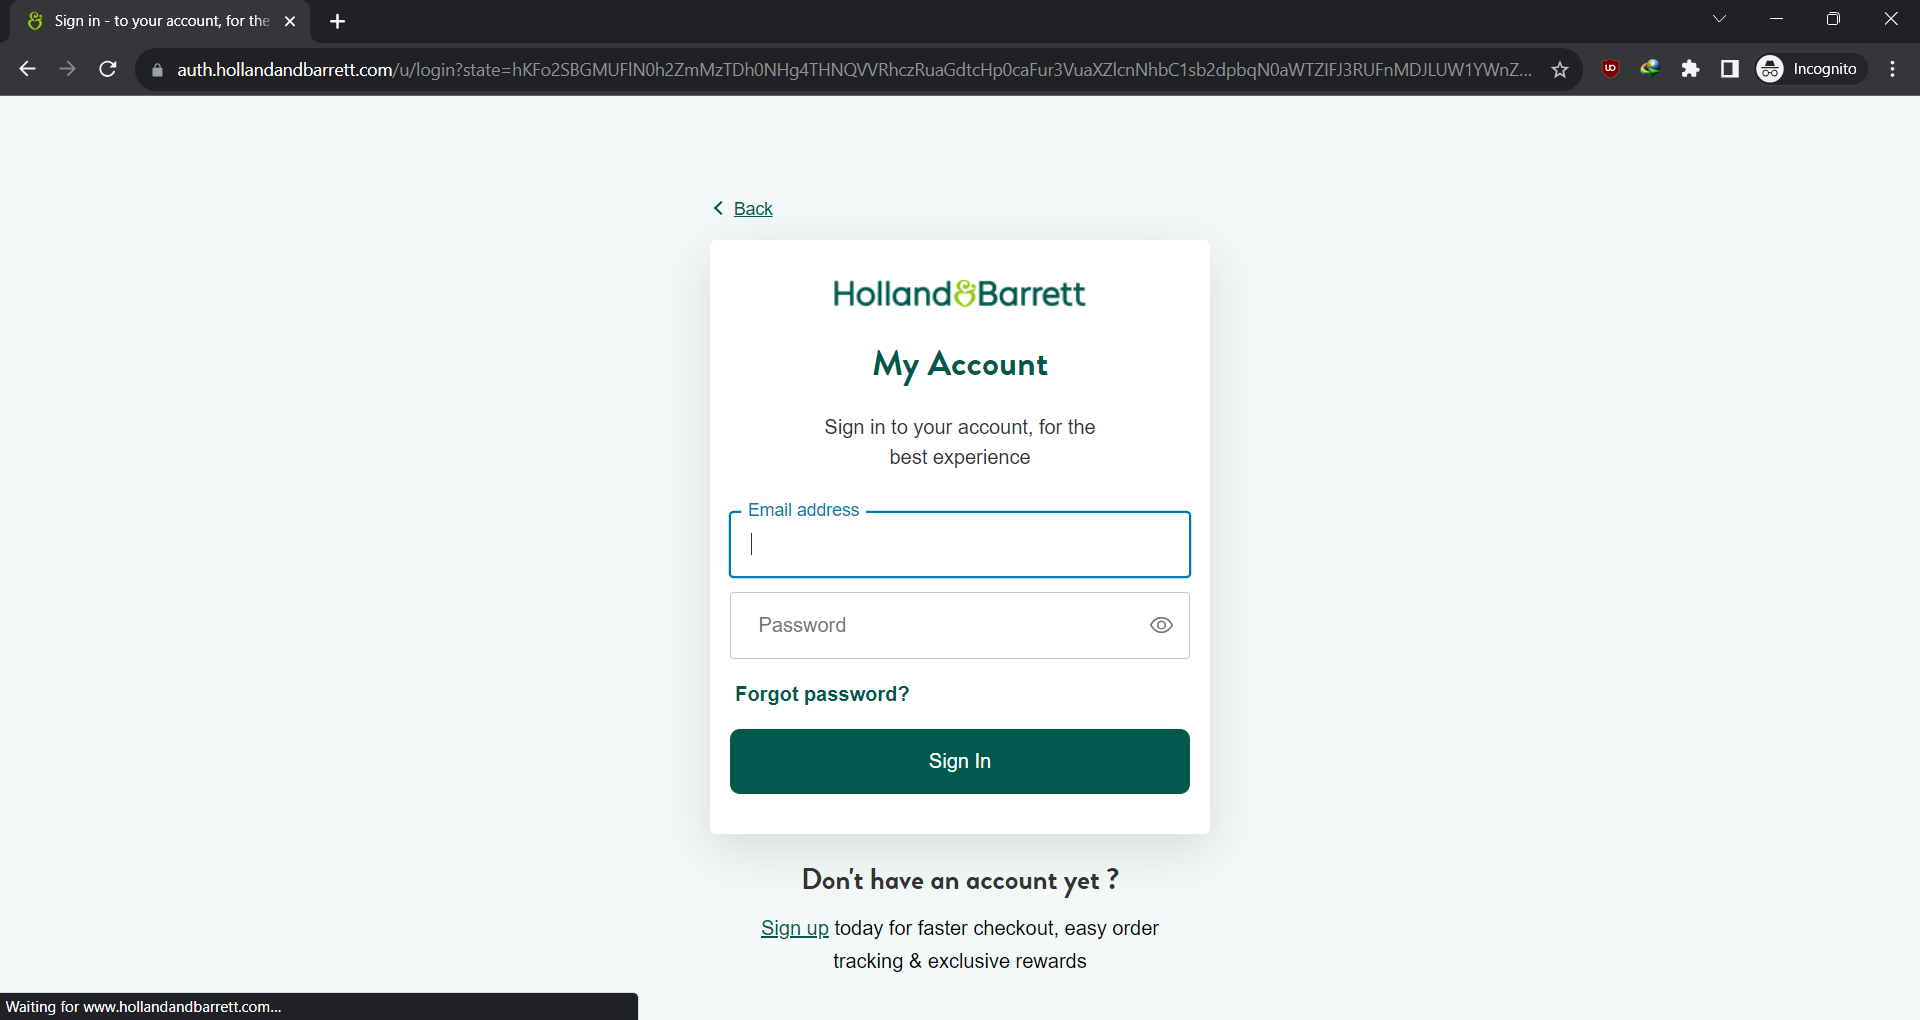 Sign in - to your account, for the
auth.hollandandbarrett.com/u/login?state=hKFo2SBGMUFlN0h2ZmMzTDh0NHg4THNQVVRhczRuaGdtcHp0caFur3VuaXZlcnNhbC1sb2dpbqN0aWTZIFJ3RUFnMDJLUW1YWnZ...
Incognito
Back
Holland&Barrett
My Account
Sign in to your account, for the
best experience
Email address
Password
Forgot password?
Sign In
Don't have an account yet ?
Sign up today for faster checkout, easy order
tracking & exclusive rewards
Waiting for www.hollandandbarrett.com...